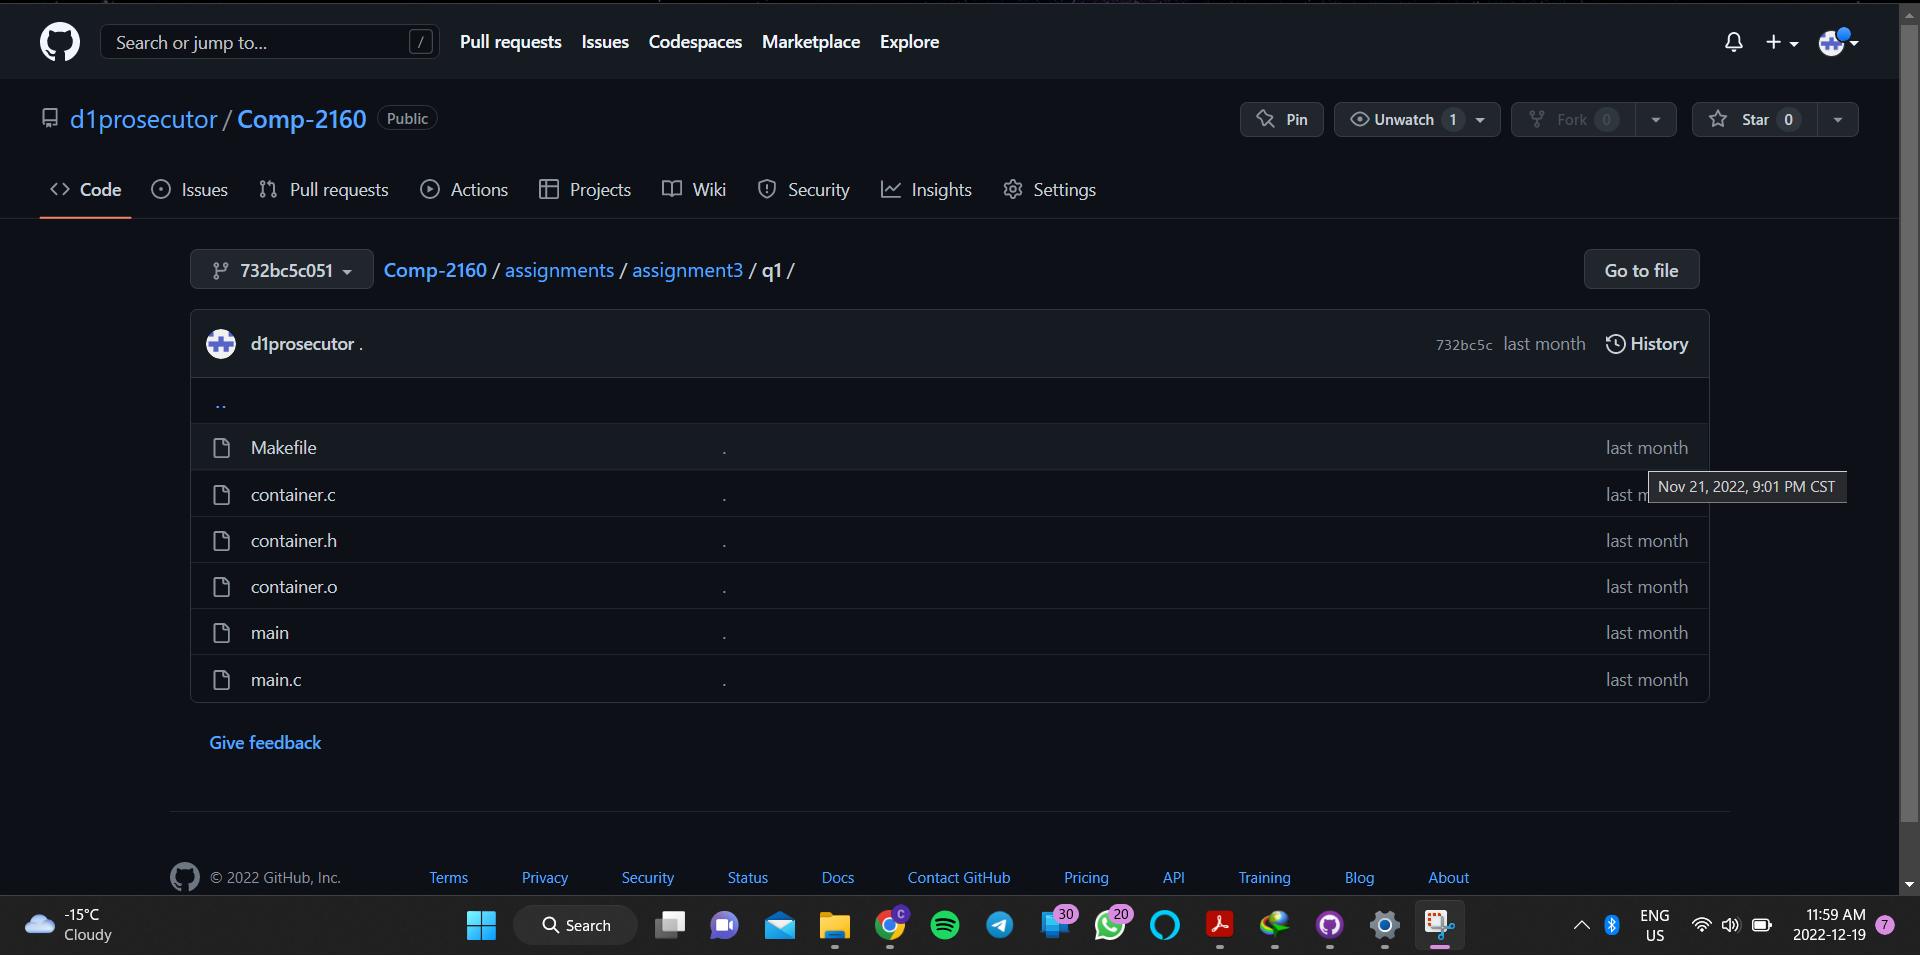 Search or jump to... / Pull requests Issues Codespaces Marketplace Explore
d1prosecutor / Comp-2160 Public Pin Unwatch 1 Fork 0 Star 0
Code Issues Pull requests Actions Projects Wiki Security Insights Settings
732bc5c051 Comp-2160 / assignments / assignment3 / q1 / Go to file
d1prosecutor . 732bc5c last month History
..
Makefile . last month
Nov 21, 2022, 9:01 PM CST
container.c . last m
container.h . last month
container.o . last month
main . last month
main.c . last month
Give feedback
© 2022 GitHub, Inc. Terms Privacy Security Status Docs Contact GitHub Pricing API Training Blog About
-15°C
Cloudy
Search
C
30
20
ENG
US
11:59 AM
2022-12-19
7